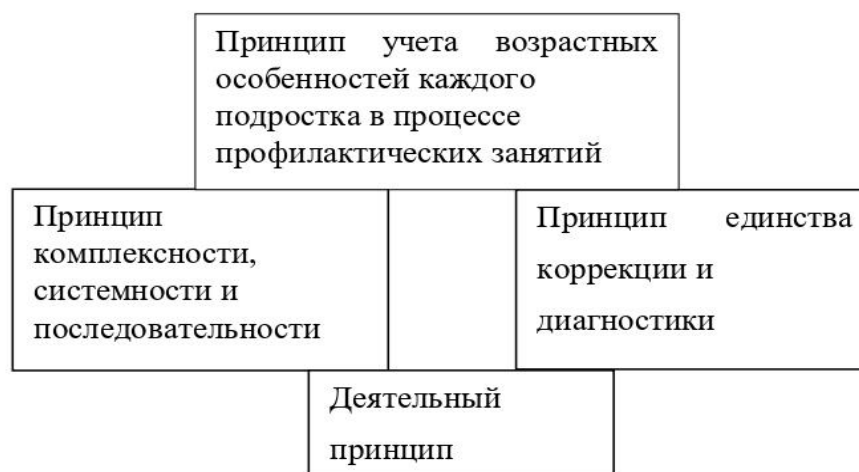 Принцип учета возрастных
особенностей каждого
подростка в процессе
профилактических занятий
Принцип
комплексности,
системности и
последовательности
Принцип единства
коррекции и
диагностики
Деятельный
принцип